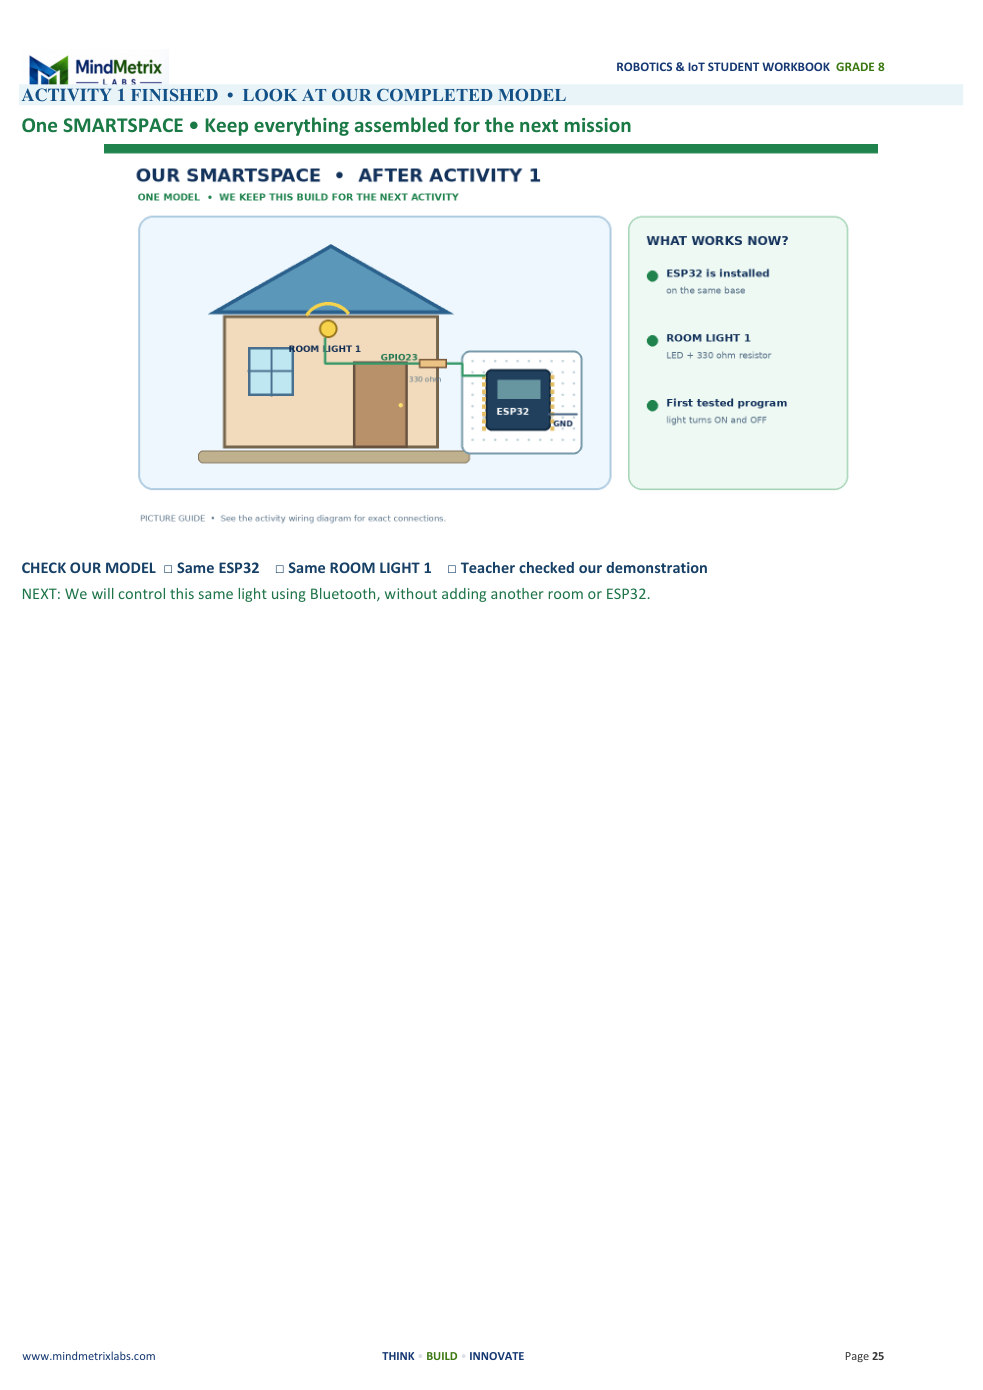 MindMetrix
LABS
ROBOTICS & IoT STUDENT WORKBOOK GRADE 8
ACTIVITY 1 FINISHED • LOOK AT OUR COMPLETED MODEL
One SMARTSPACE • Keep everything assembled for the next mission
OUR SMARTSPACE • AFTER ACTIVITY 1
ONE MODEL • WE KEEP THIS BUILD FOR THE NEXT ACTIVITY
ROOM LIGHT 1
GPIO23
330 ohm
ESP32
GND
WHAT WORKS NOW?
ESP32 is installed
on the same base
ROOM LIGHT 1
LED + 330 ohm resistor
First tested program
light turns ON and OFF
PICTURE GUIDE • See the activity wiring diagram for exact connections.
CHECK OUR MODEL □ Same ESP32 □ Same ROOM LIGHT 1 □ Teacher checked our demonstration
NEXT: We will control this same light using Bluetooth, without adding another room or ESP32.
www.mindmetrixlabs.com
THINK • BUILD • INNOVATE
Page 25